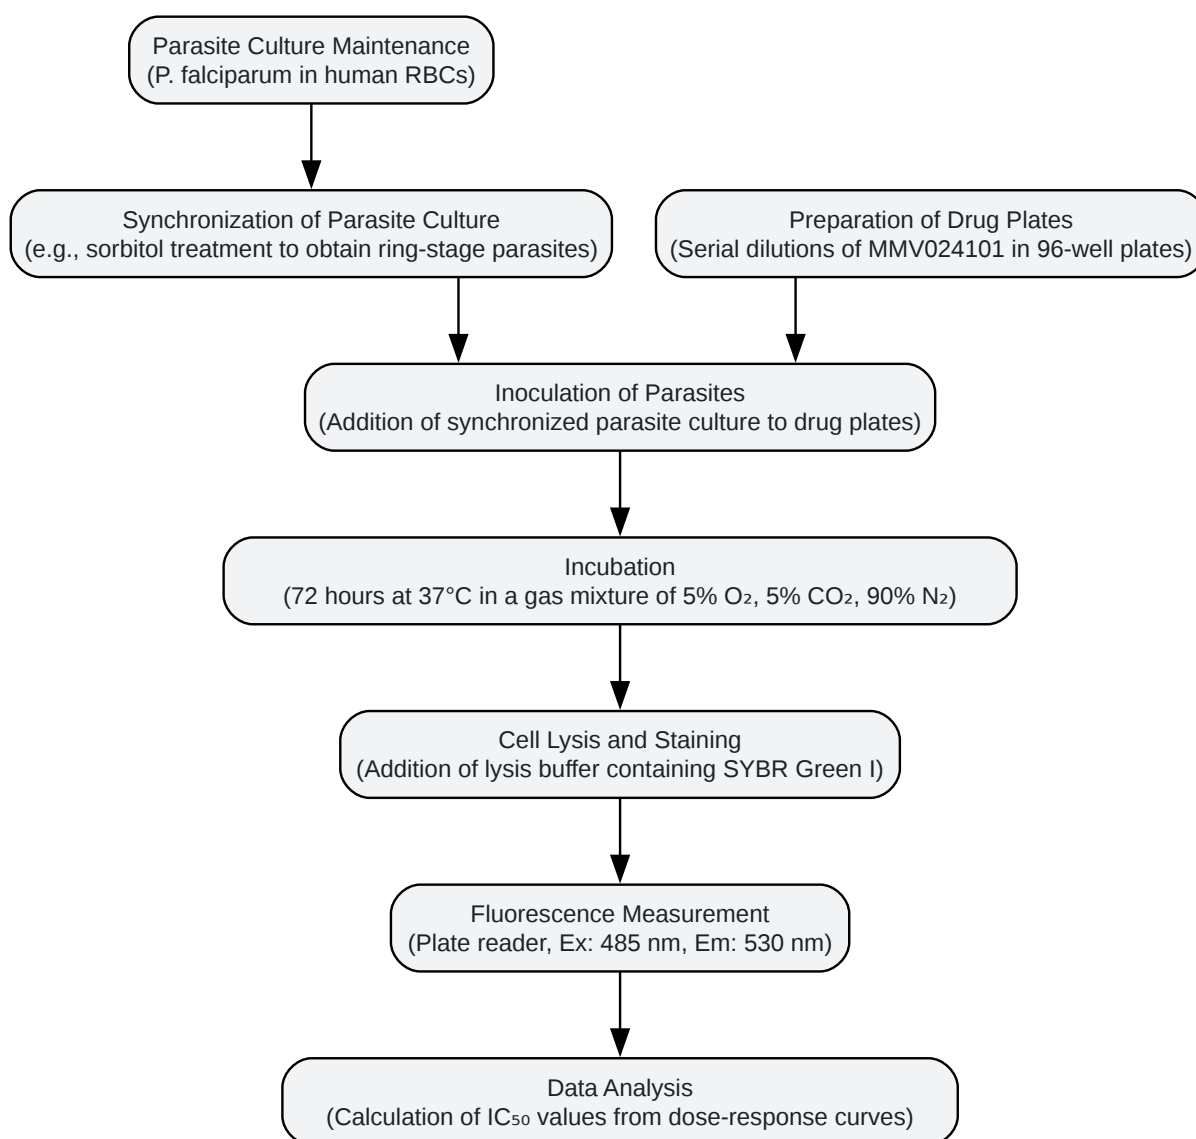 Parasite Culture Maintenance
(P. falciparum in human RBCs)
Synchronization of Parasite Culture
(e.g., sorbitol treatment to obtain ring-stage parasites)
Preparation of Drug Plates
(Serial dilutions of MMV024101 in 96-well plates)
Inoculation of Parasites
(Addition of synchronized parasite culture to drug plates)
Incubation
(72 hours at 37°C in a gas mixture of 5% O₂, 5% CO₂, 90% N₂)
Cell Lysis and Staining
(Addition of lysis buffer containing SYBR Green I)
Fluorescence Measurement
(Plate reader, Ex: 485 nm, Em: 530 nm)
Data Analysis
(Calculation of IC₅₀ values from dose-response curves)